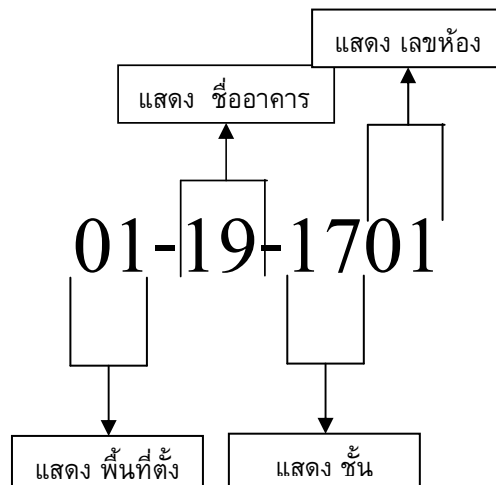 แสดง เลขห้อง
แสดง ชื่ออาคาร
01-19-1701
แสดง พื้นที่ตั้ง
แสดง ชั้น